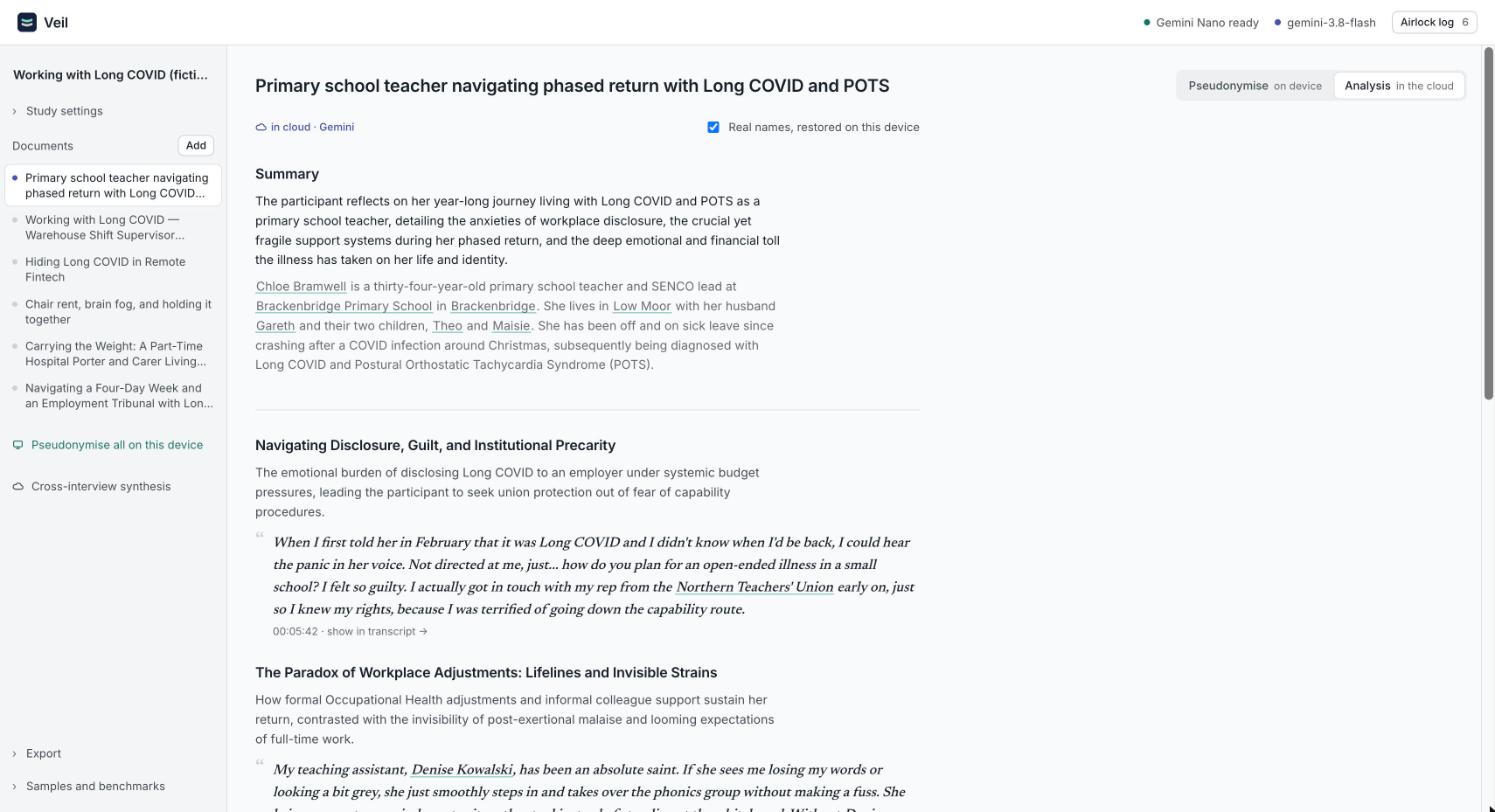 Veil
Gemini Nano ready
gemini-3.8-flash
Airlock log 6
Working with Long COVID (ficti...
Study settings
Documents
Add
Primary school teacher navigating
phased return with Long COVID...
Working with Long COVID —
Warehouse Shift Supervisor...
Hiding Long COVID in Remote
Fintech
Chair rent, brain fog, and holding it
together
Carrying the Weight: A Part-Time
Hospital Porter and Carer Living...
Navigating a Four-Day Week and
an Employment Tribunal with Lon...
Pseudonymise all on this device
Cross-interview synthesis
Export
Samples and benchmarks
Primary school teacher navigating phased return with Long COVID and POTS
Pseudonymise on device
Analysis in the cloud
in cloud · Gemini
Real names, restored on this device
Summary
The participant reflects on her year-long journey living with Long COVID and POTS as a
primary school teacher, detailing the anxieties of workplace disclosure, the crucial yet
fragile support systems during her phased return, and the deep emotional and financial toll
the illness has taken on her life and identity.
Chloe Bramwell is a thirty-four-year-old primary school teacher and SENCO lead at
Brackenbridge Primary School in Brackenbridge. She lives in Low Moor with her husband
Gareth and their two children, Theo and Maisie. She has been off and on sick leave since
crashing after a COVID infection around Christmas, subsequently being diagnosed with
Long COVID and Postural Orthostatic Tachycardia Syndrome (POTS).
Navigating Disclosure, Guilt, and Institutional Precarity
The emotional burden of disclosing Long COVID to an employer under systemic budget
pressures, leading the participant to seek union protection out of fear of capability
procedures.
“ When I first told her in February that it was Long COVID and I didn't know when I'd be back, I could hear
the panic in her voice. Not directed at me, just... how do you plan for an open-ended illness in a small
school? I felt so guilty. I actually got in touch with my rep from the Northern Teachers' Union early on, just
so I knew my rights, because I was terrified of going down the capability route.
00:05:42 · show in transcript →
The Paradox of Workplace Adjustments: Lifelines and Invisible Strains
How formal Occupational Health adjustments and informal colleague support sustain her
return, contrasted with the invisibility of post-exertional malaise and looming expectations
of full-time work.
“ My teaching assistant, Denise Kowalski, has been an absolute saint. If she sees me losing my words or
looking a bit grey, she just smoothly steps in and takes over the phonics group without making a fuss. She